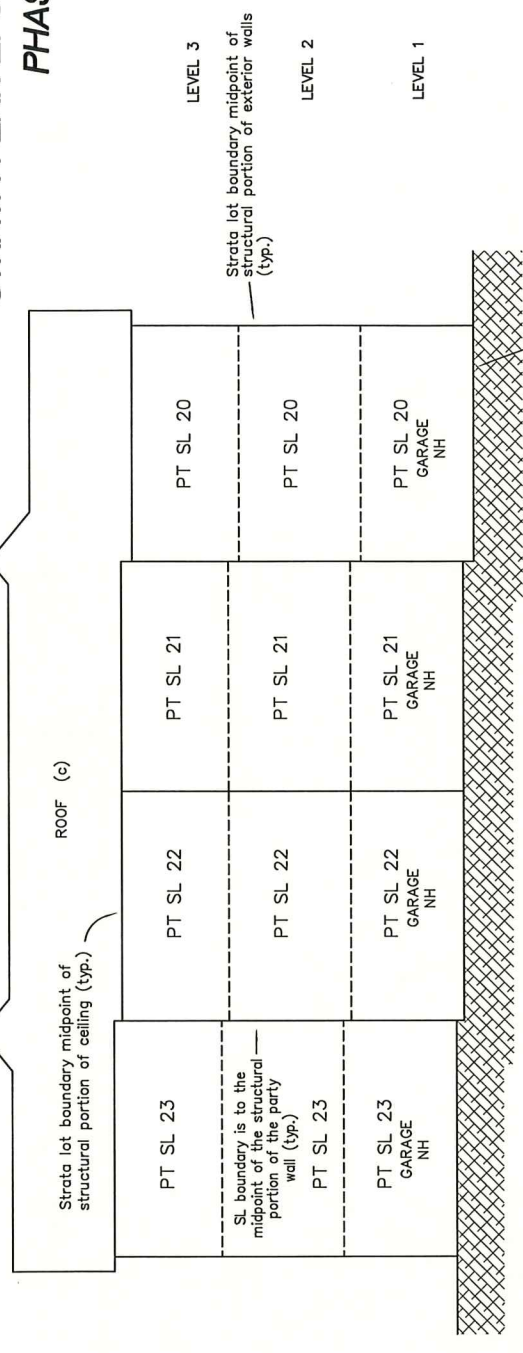 PHAS
ROOF (c)
Strata lot boundary midpoint of
structural portion of ceiling (typ.)
Strata lot boundary midpoint of
structural portion of exterior walls
(typ.)
PT SL 23
PT SL 22
PT SL 21
PT SL 20
LEVEL 3
SL boundary is to the
midpoint of the structural
portion of the party
wall (typ.)
PT SL 23
PT SL 22
PT SL 21
PT SL 20
LEVEL 2
PT SL 23
GARAGE
NH
PT SL 22
GARAGE
NH
PT SL 21
GARAGE
NH
PT SL 20
GARAGE
NH
LEVEL 1